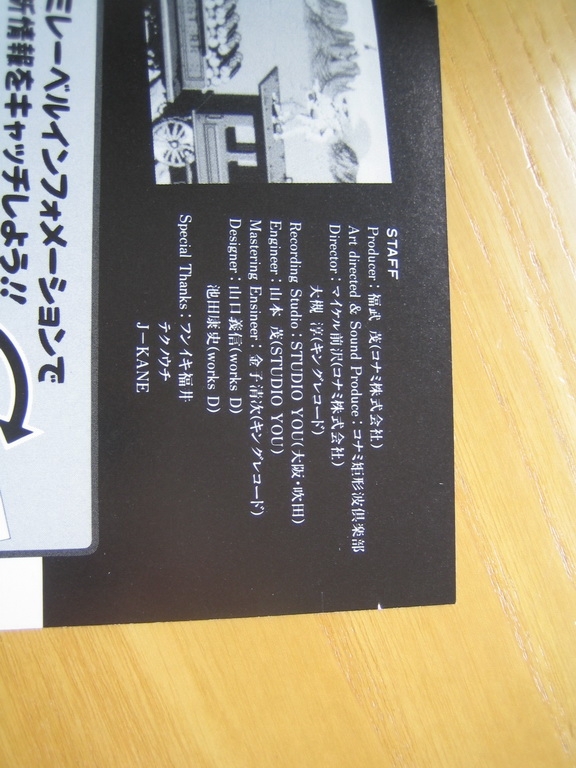 STAFF
Producer：福武 茂(コナミ株式会社)
Art directed & Sound Produce：コナミ矩形波倶楽部
Director：マイケル前沢(コナミ株式会社)
大槻 淳(キングレコード)
Recording Studio：STUDIO YOU(大阪・吹田)
Engineer：山本 茂(STUDIO YOU)
Mastering Ensineer：金子清次(キングレコード)
Designer：山口義信(works D)
池田康史(works D)
Special Thanks：フンイキ福井
テクノウチ
J-KANE
ミレーベルインフォメーションで
新情報をキャッチしよう!!